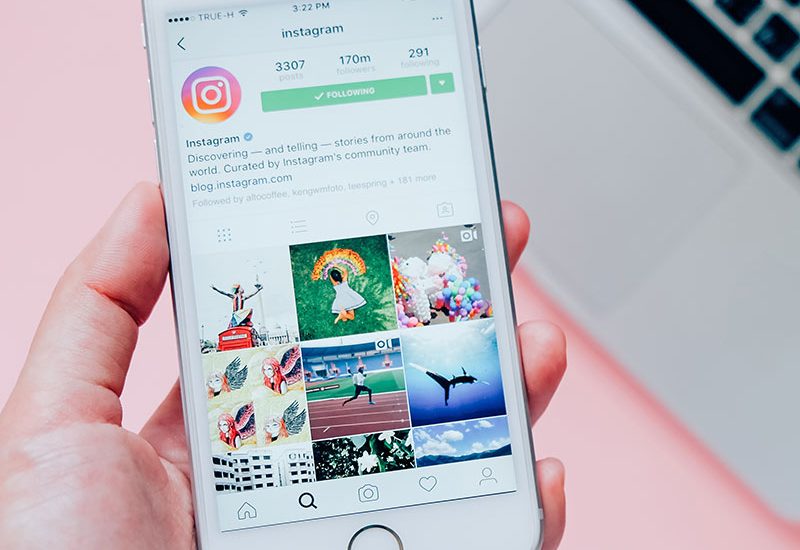 TRUE-H 3:22 PM
instagram
3307 170m 291
posts followers following
FOLLOWING
Instagram
Discovering — and telling — stories from around the
world. Curated by Instagram's community team.
blog.instagram.com
Followed by altocoffee, kengwmfoto, leespring + 181 more